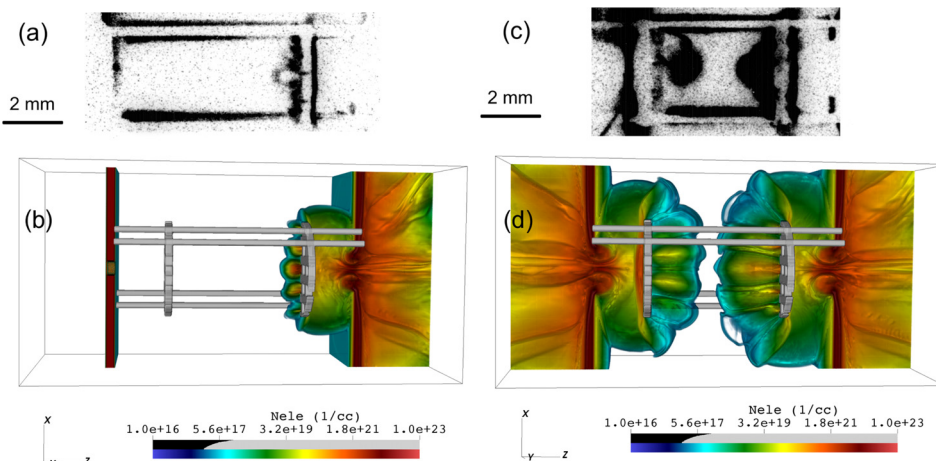 (a)
(c)
2 mm
2 mm
(b)
(d)
Nele (1/cc)
1.0e+16 5.6e+17 3.2e+19 1.8e+21 1.0e+23
X
Z
Nele (1/cc)
1.0e+16 5.6e+17 3.2e+19 1.8e+21 1.0e+23
X
Y
Z